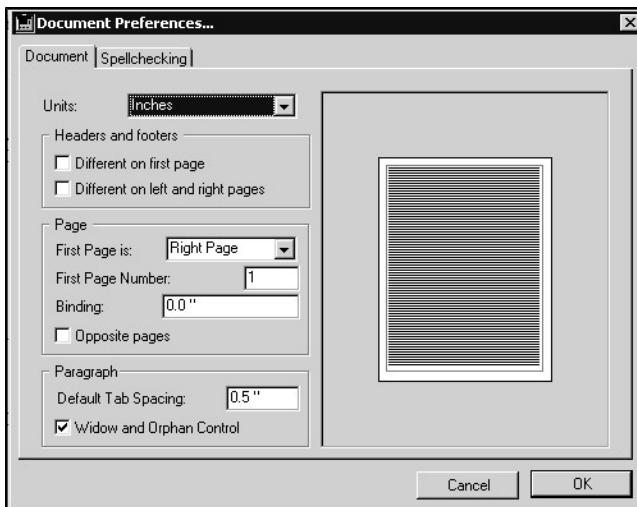 Document Preferences...
Document
Spellchecking
Units: Inches
Headers and footers
Different on first page
Different on left and right pages
Page
First Page is: Right Page
First Page Number: 1
Binding: 0.0 "
Opposite pages
Paragraph
Default Tab Spacing: 0.5 "
Widow and Orphan Control
Cancel
OK